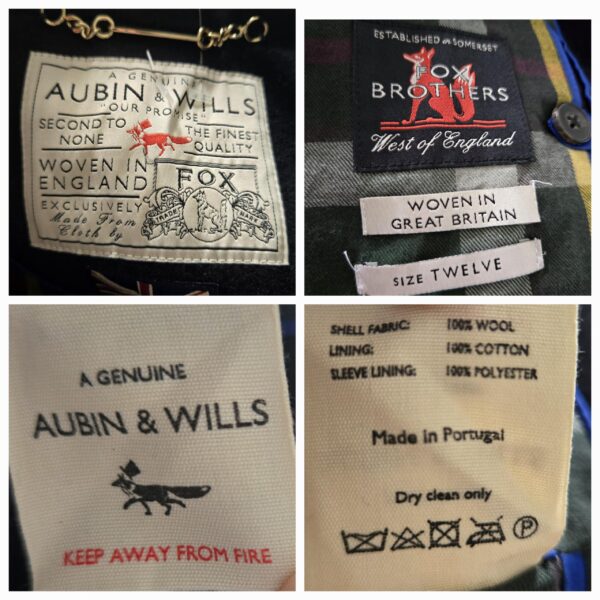 A GENUINE
AUBIN & WILLS
"OUR PROMISE"
SECOND TO THE FINEST
NONE QUALITY
WOVEN IN
ENGLAND
FOX
EXCLUSIVELY
Made From
Cloth by
TRADE MARK
ESTABLISHED in SOMERSET
FOX
BROTHERS
West of England
WOVEN IN
GREAT BRITAIN
SIZE TWELVE
A GENUINE
AUBIN & WILLS
KEEP AWAY FROM FIRE
SHELL FABRIC: 100% WOOL
LINING: 100% COTTON
SLEEVE LINING: 100% POLYESTER
Made in Portugal
Dry clean only
P